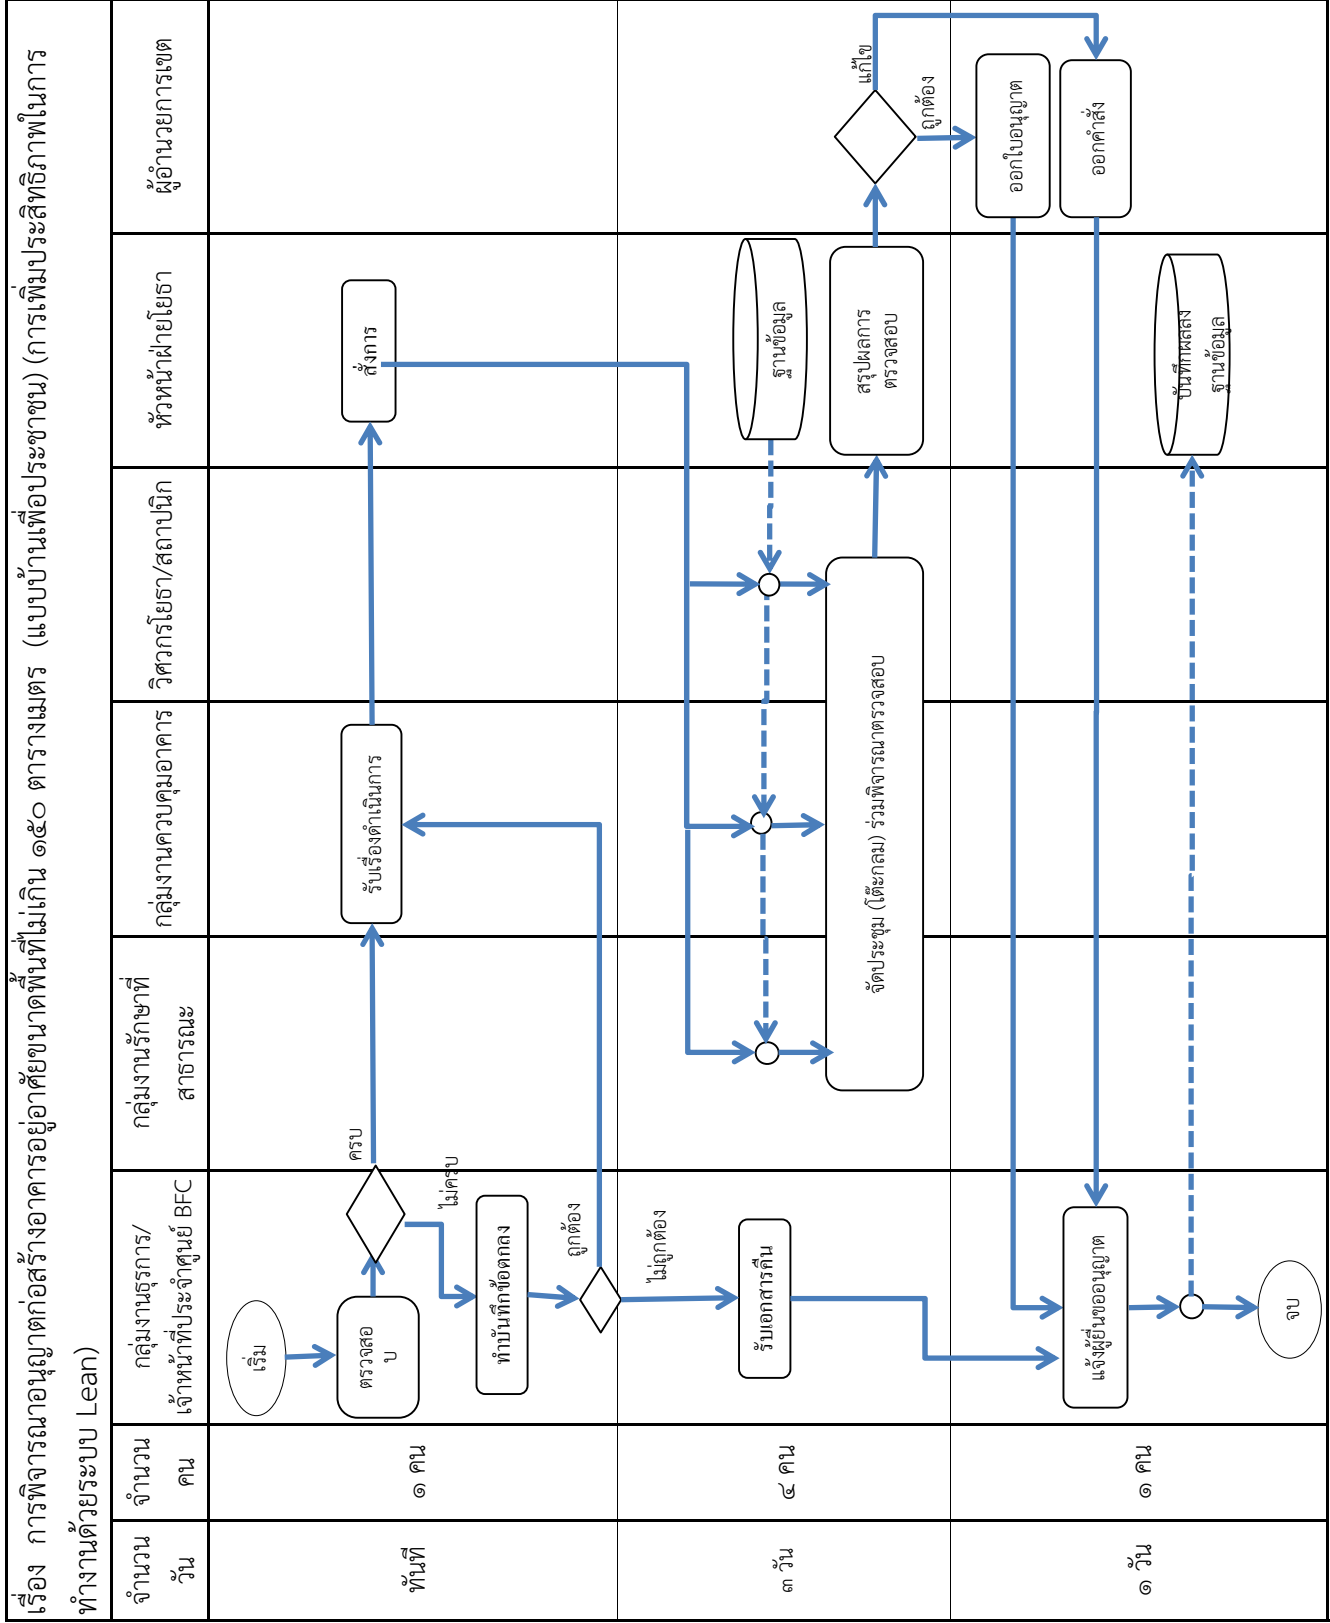 เรื่อง การพิจารณาอนุญาตก่อสร้างอาคารอยู่อาศัยขนาดพื้นที่ไม่เกิน ๑๕๐ ตารางเมตร (แบบบ้านเพื่อประชาชน) (การเพิ่มประสิทธิภาพในการ
ทำงานด้วยระบบ Lean)
จำนวน
วัน
จำนวน
คน
กลุ่มงานธุรการ/
เจ้าหน้าที่ประจำศูนย์ BFC
กลุ่มงานรักษาที่
สาธารณะ
กลุ่มงานควบคุมอาคาร
วิศวกรโยธา/สถาปนิก
หัวหน้าฝ่ายโยธา
ผู้อำนวยการเขต
ทันที
๑ คน
เริ่ม
ตรวจสอ
บ
ครบ
ไม่ครบ
รับเรื่องดำเนินการ
สั่งการ
ทำบันทึกข้อตกลง
ถูกต้อง
ไม่ถูกต้อง
๓ วัน
๔ คน
รับเอกสารคืน
ฐานข้อมูล
จัดประชุม (โต๊ะกลม) ร่วมพิจารณาตรวจสอบ
สรุปผลการ
ตรวจสอบ
แก้ไข
ถูกต้อง
๑ วัน
๑ คน
ออกใบอนุญาต
ออกคำสั่ง
แจ้งผู้ยื่นขออนุญาต
บันทึกผลลง
ฐานข้อมูล
จบ